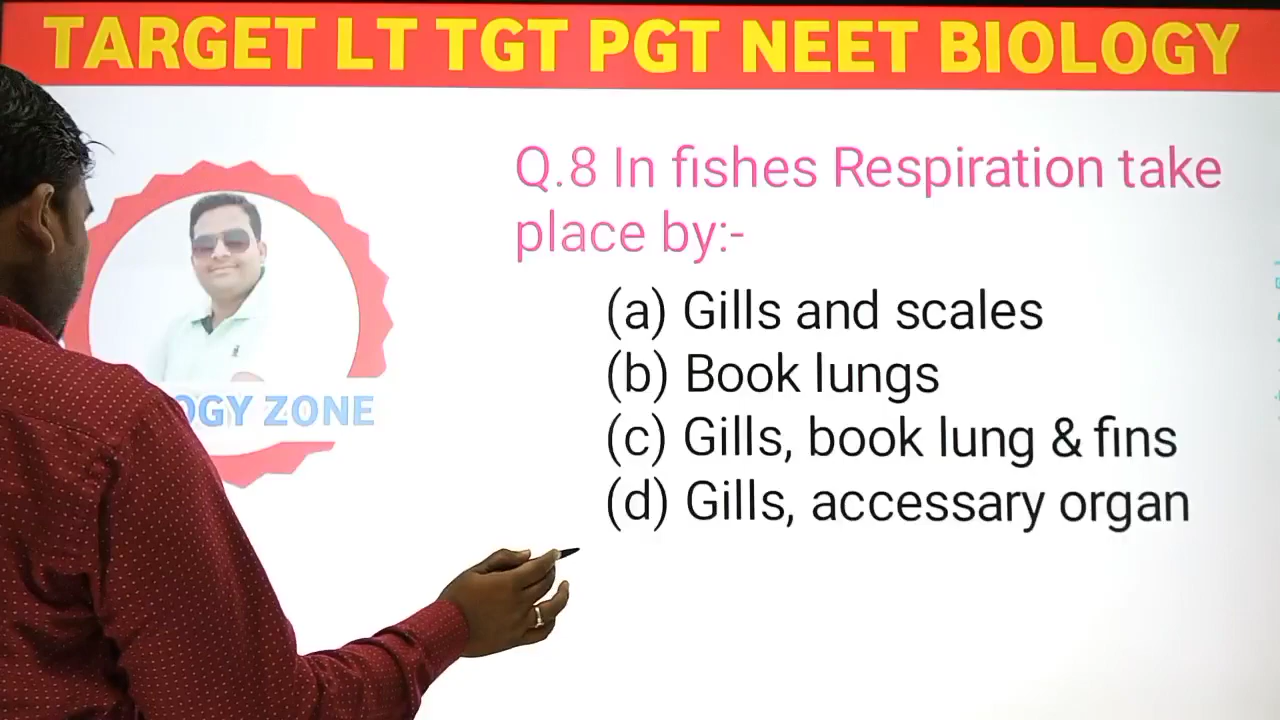 TARGET LT TGT PGT NEET BIOLOGY
Q.8 In fishes Respiration take
place by:-
(a) Gills and scales
(b) Book lungs
(c) Gills, book lung & fins
(d) Gills, accessary organ
OGY ZONE